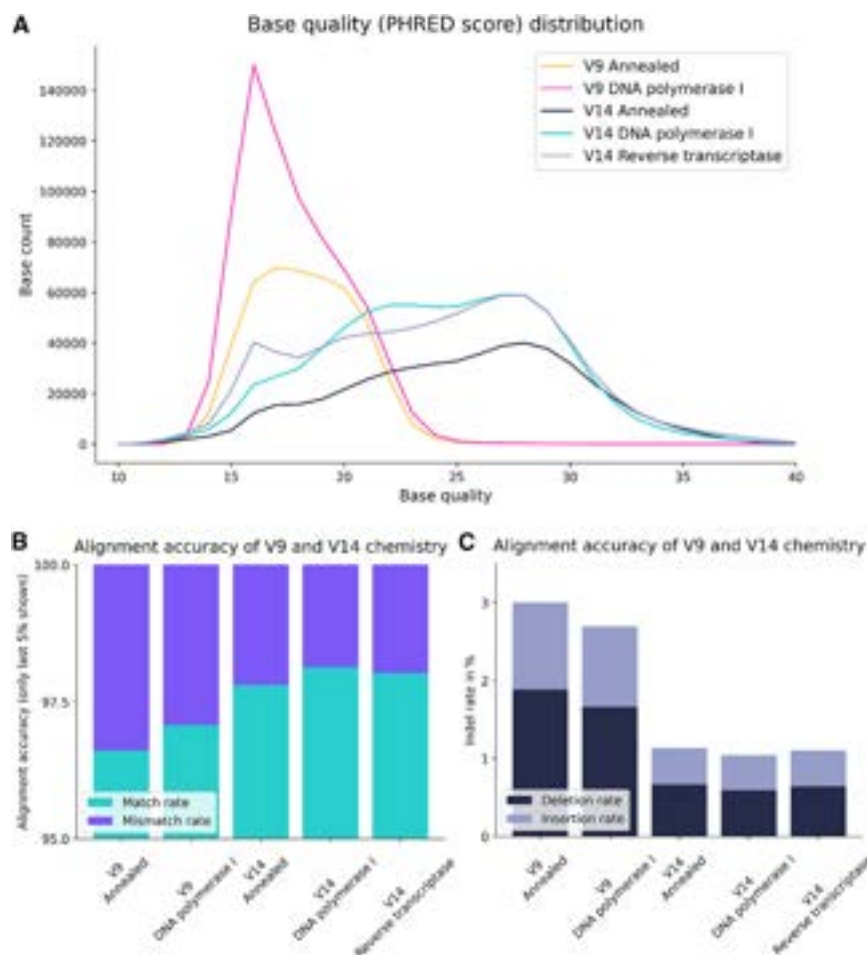 A
Base quality (PHRED score) distribution
V9 Annealed
V9 DNA polymerase I
V14 Annealed
V14 DNA polymerase I
V14 Reverse transcriptase
Base count
140000
120000
100000
80000
60000
40000
20000
0
10 15 20 25 30 35 40
Base quality
B
Alignment accuracy of V9 and V14 chemistry
Alignment accuracy (only last 5% shown)
100.0
97.5
95.0
Match rate
Mismatch rate
V9
Annealed
V9
DNA polymerase I
V14
Annealed
V14
DNA polymerase I
V14
Reverse transcriptase
C
Alignment accuracy of V9 and V14 chemistry
Indel rate in %
3
2
1
0
Deletion rate
Insertion rate
V9
Annealed
V9
DNA polymerase I
V14
Annealed
V14
DNA polymerase I
V14
Reverse transcriptase